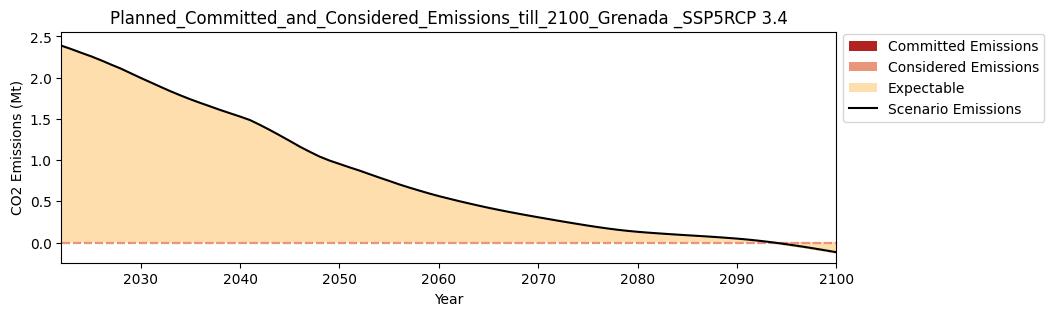 Planned_Committed_and_Considered_Emissions_till_2100_Grenada _SSP5RCP 3.4
Committed Emissions
Considered Emissions
Expectable
Scenario Emissions
CO2 Emissions (Mt)
2.5
2.0
1.5
1.0
0.5
0.0
2030 2040 2050 2060 2070 2080 2090 2100
Year